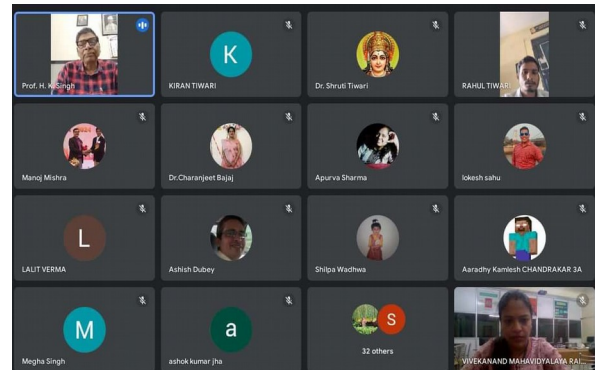 Prof. H. K. Singh
K
KIRAN TIWARI
Dr. Shruti Tiwari
RAHUL TIWARI
Manoj Mishra
Dr.Charanjeet Bajaj
Apurva Sharma
lokesh sahu
L
LALIT VERMA
Ashish Dubey
Shilpa Wadhwa
Aaradhy Kamlesh CHANDRAKAR 3A
M
Megha Singh
a
ashok kumar jha
S
32 others
VIVEKANAND MAHAVIDYALAYA RAI...